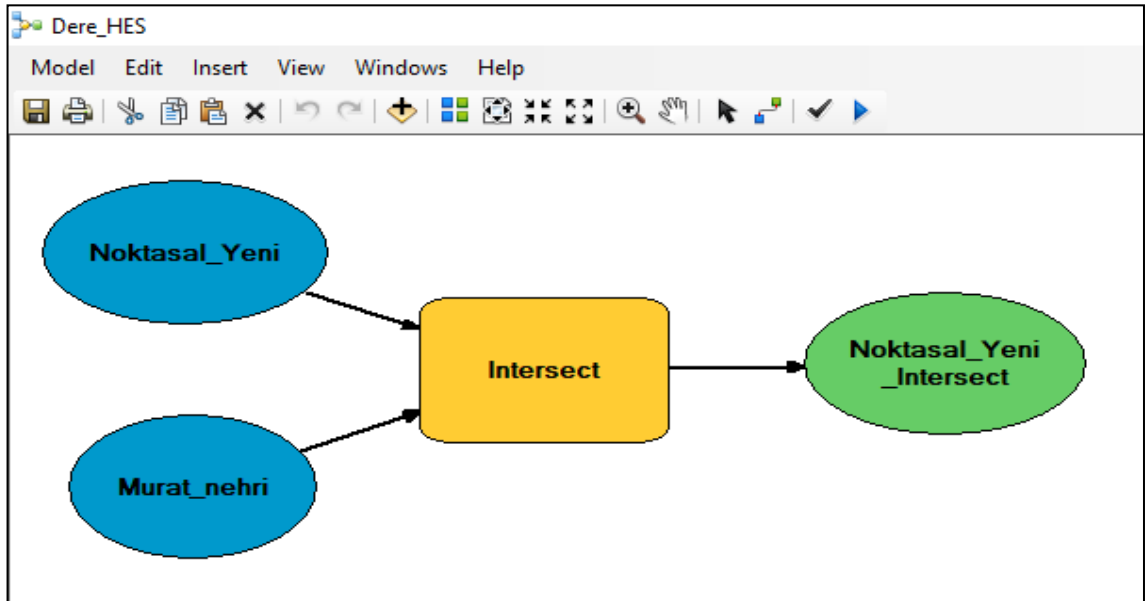 Dere_HES
Model Edit Insert View Windows Help
Noktasal_Yeni
Intersect
Noktasal_Yeni
_Intersect
Murat_nehri